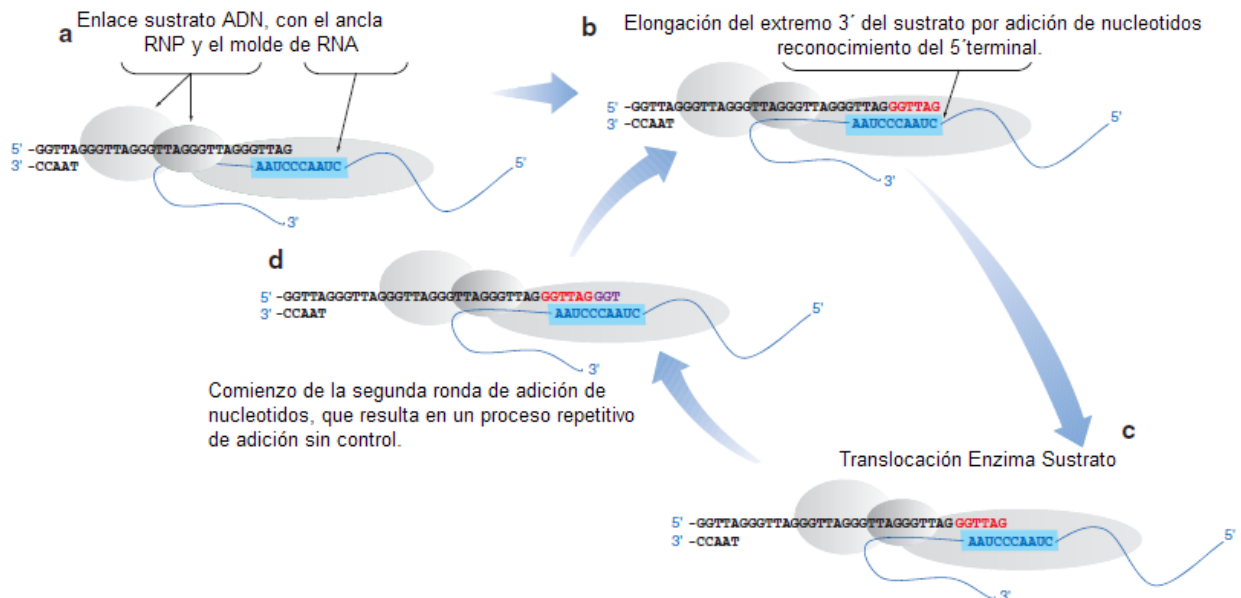 a
Enlace sustrato ADN, con el ancla
RNP y el molde de RNA
5' -GGTTAGGGTTAGGGTTAGGGTTAGGGTTAG
3' -CCAAT
AAUCCCAAUC
5'
3'
b
Elongación del extremo 3´ del sustrato por adición de nucleotidos
reconocimiento del 5´terminal.
5' -GGTTAGGGTTAGGGTTAGGGTTAGGGTTAGGGTTAG
3' -CCAAT
AAUCCCAAUC
5'
3'
d
5' -GGTTAGGGTTAGGGTTAGGGTTAGGGTTAGGGTTAGGGT
3' -CCAAT
AAUCCCAAUC
5'
3'
Comienzo de la segunda ronda de adición de
nucleotidos, que resulta en un proceso repetitivo
de adición sin control.
c
Translocación Enzima Sustrato
5' -GGTTAGGGTTAGGGTTAGGGTTAGGGTTAGGGTTAG
3' -CCAAT
AAUCCCAAUC
5'
3'